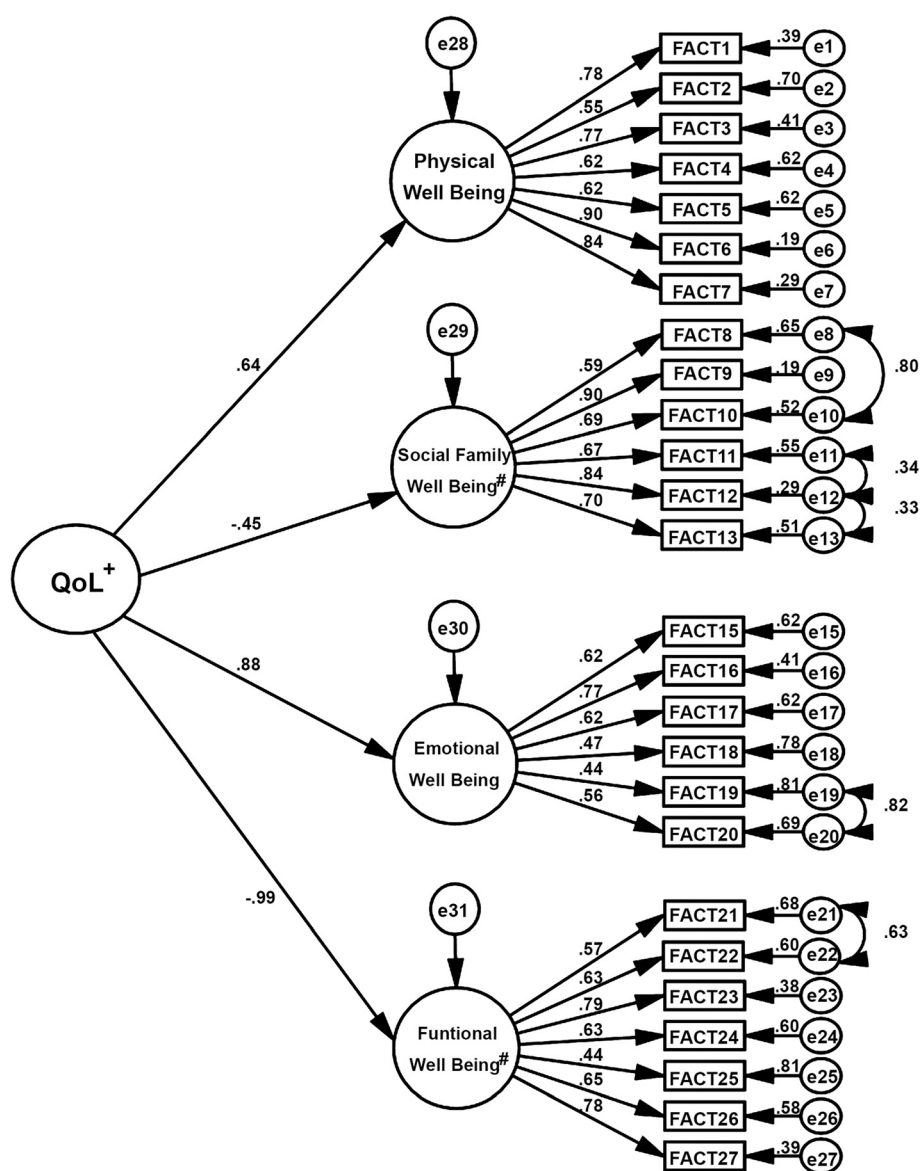 e28
.78 FACT1 .39 e1
.55 FACT2 .70 e2
.77 FACT3 .41 e3
Physical
Well Being
.62 FACT4 .62 e4
.62 FACT5 .62 e5
.90 FACT6 .19 e6
.84 FACT7 .29 e7
.64
e29
.59 FACT8 .65 e8
.80
.90 FACT9 .19 e9
.69 FACT10 .52 e10
Social Family
Well Being#
.67 FACT11 .55 e11
.34
.84 FACT12 .29 e12
.33
.70 FACT13 .51 e13
-.45
QoL+
e30
.62 FACT15 .62 e15
.77 FACT16 .41 e16
.62 FACT17 .62 e17
.88
Emotional
Well Being
.47 FACT18 .78 e18
.44 FACT19 .81 e19
.82
.56 FACT20 .69 e20
-.99
e31
.57 FACT21 .68 e21
.63
.63 FACT22 .60 e22
.79 FACT23 .38 e23
Funtional
Well Being#
.63 FACT24 .60 e24
.44 FACT25 .81 e25
.65 FACT26 .58 e26
.78 FACT27 .39 e27